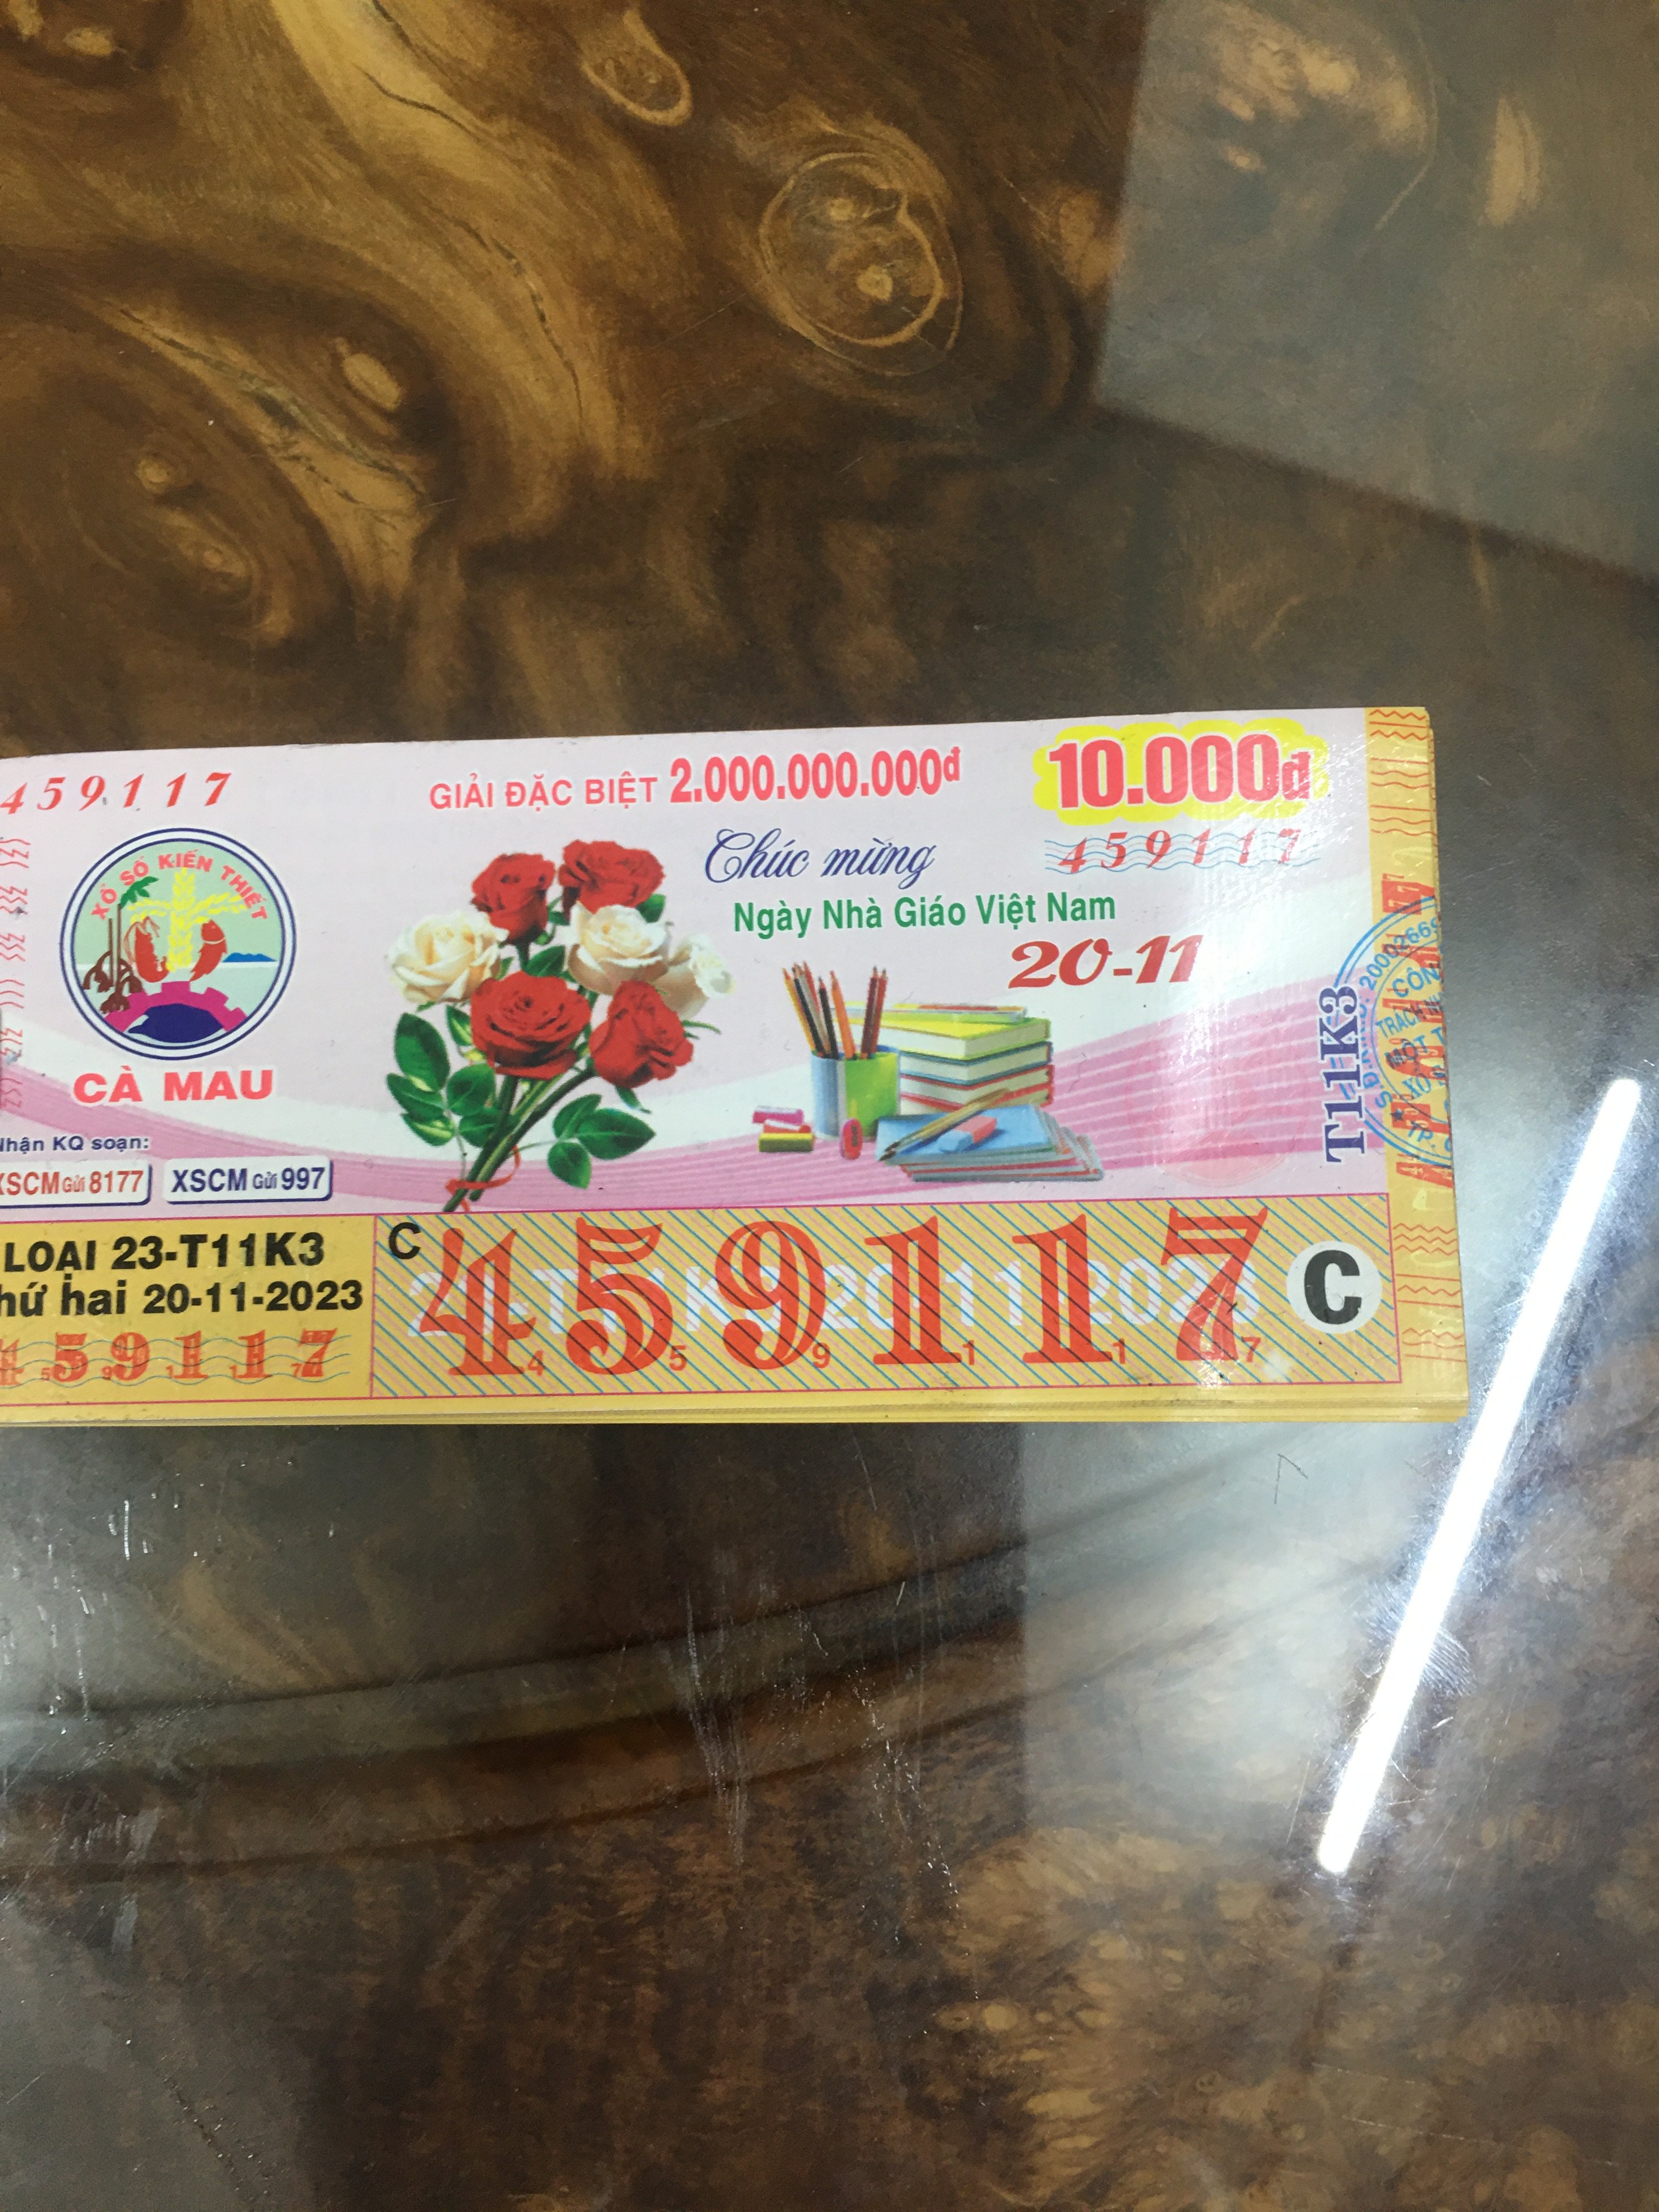 459117
GIẢI ĐẶC BIỆT 2.000.000.000đ
10.000đ
459117
XỔ SỐ KIẾN THIẾT
CÀ MAU
Chúc mừng
Ngày Nhà Giáo Việt Nam
20-11
T11K3
Nhận KQ soạn:
XSCM Gửi 8177
XSCM Gửi 997
LOẠI 23-T11K3
hứ hai 20-11-2023
459117
C
459117
C